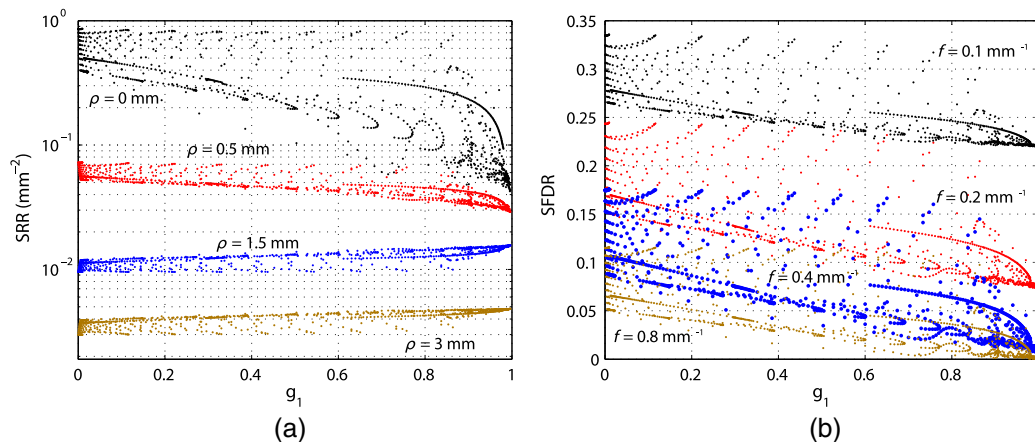 10⁰
10⁻¹
10⁻²
SRR (mm⁻²)
ρ = 0 mm
ρ = 0.5 mm
ρ = 1.5 mm
ρ = 3 mm
0 0.2 0.4 0.6 0.8 1
g₁
(a)
0.35
0.3
0.25
0.2
0.15
0.1
0.05
0
SFDR
f = 0.1 mm⁻¹
f = 0.2 mm⁻¹
f = 0.4 mm⁻¹
f = 0.8 mm⁻¹
0 0.2 0.4 0.6 0.8
g₁
(b)